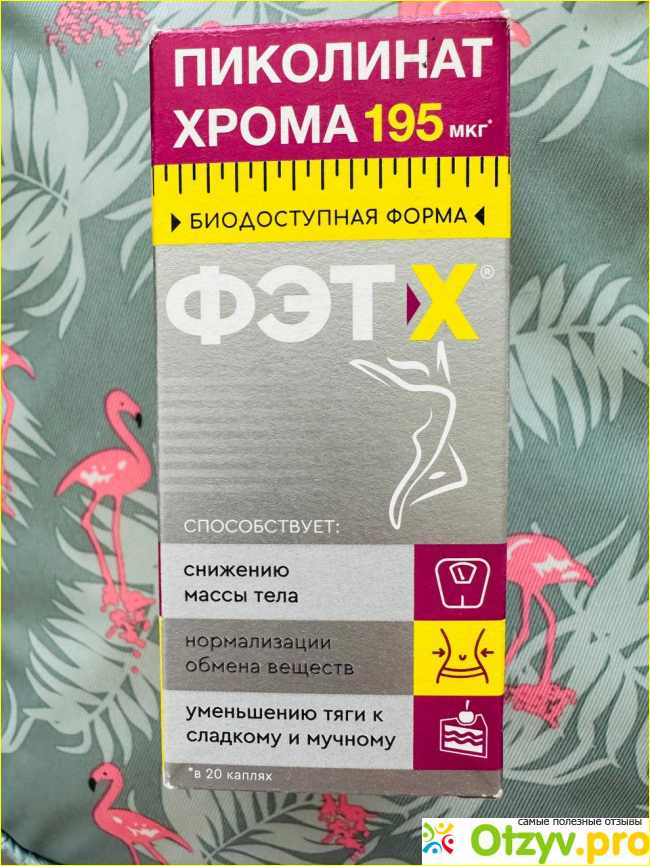 ПИКОЛИНАТ
ХРОМА 195 мкг*
БИОДОСТУПНАЯ ФОРМА
ФЭТ-Х®
СПОСОБСТВУЕТ:
снижению
массы тела
нормализации
обмена веществ
уменьшению тяги к
сладкому и мучному
*в 20 каплях
самые полезные отзывы
Otzyv.pro